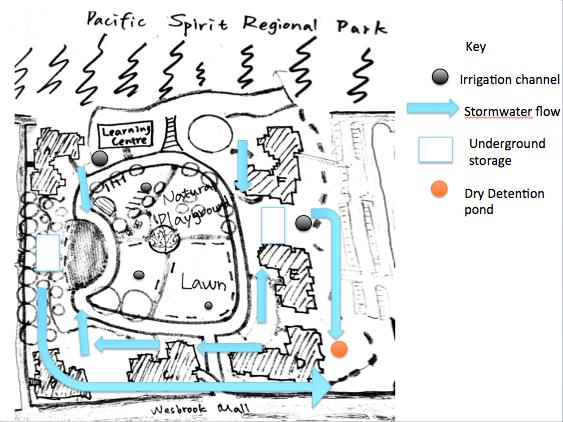 Pacific Spirit Regional Park
Key
Irrigation channel
Stormwater flow
Underground
storage
Dry Detention
pond
Learning
Centre
Natural
Playground
Lawn
F
E
Wesbrook Mall